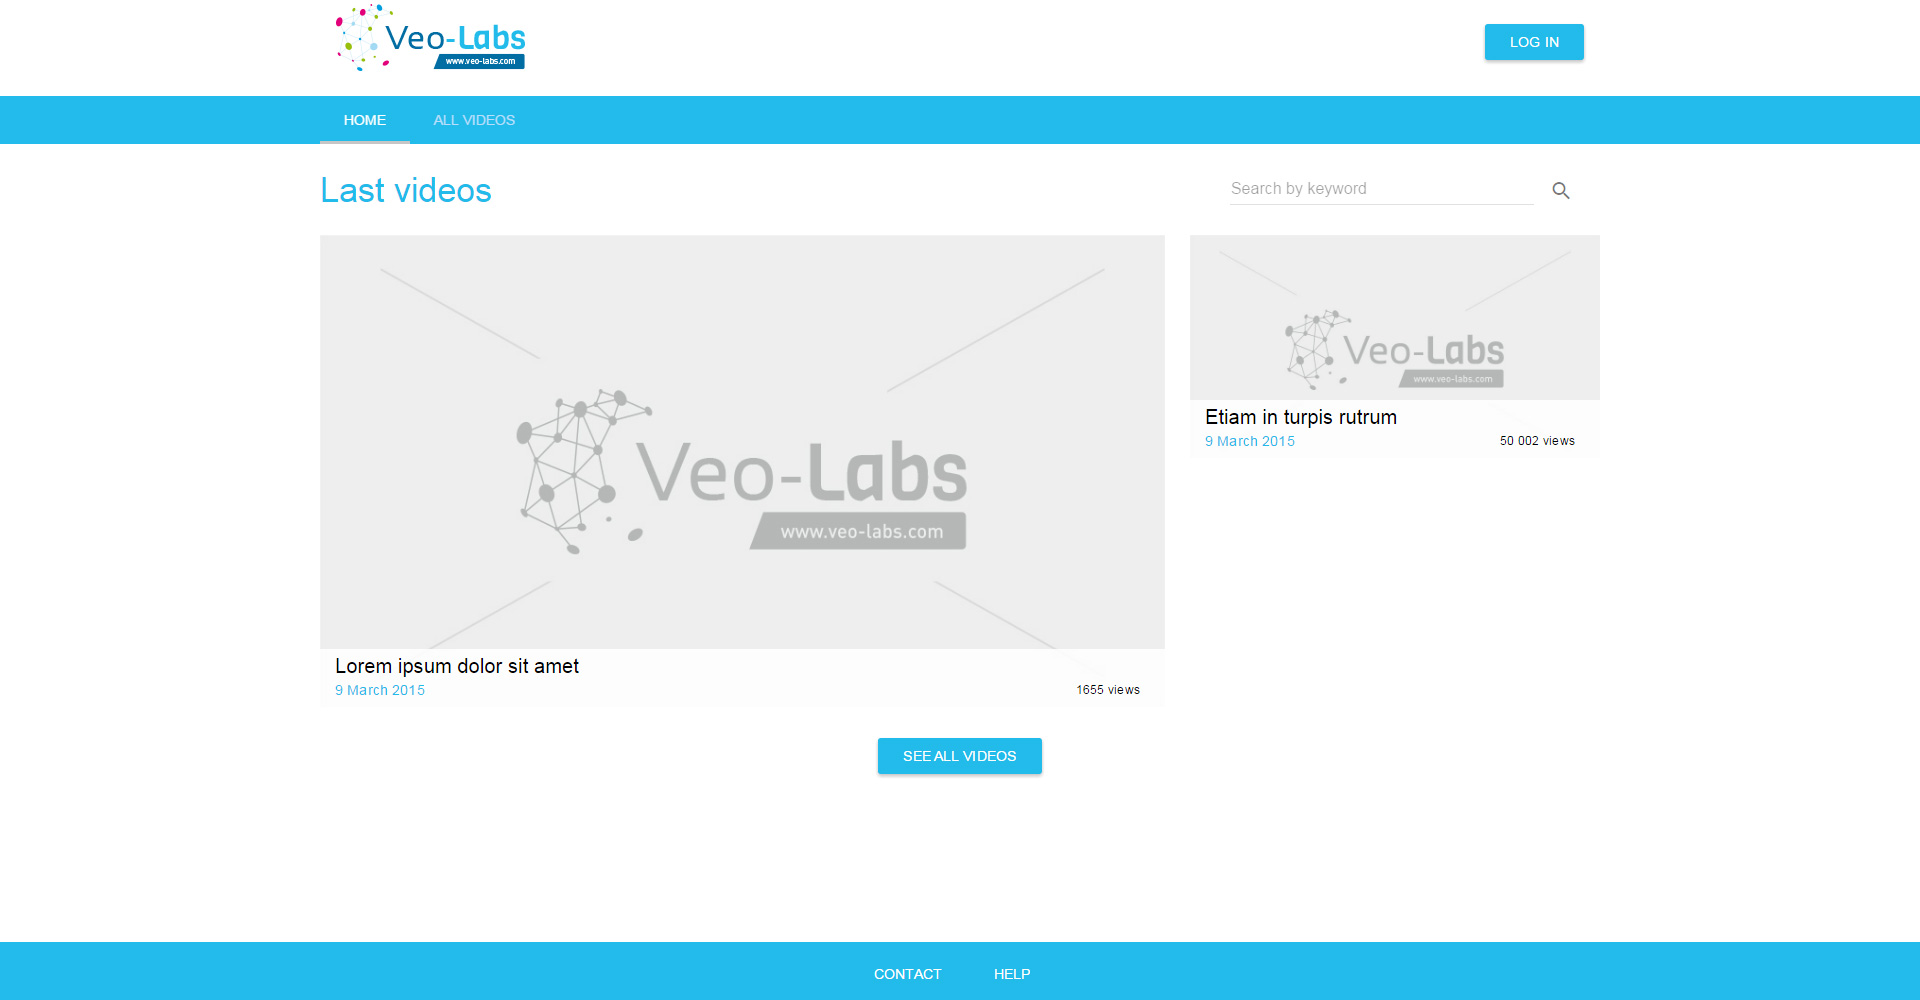 Veo-Labs
www.veo-labs.com
LOG IN
HOME
ALL VIDEOS
Last videos
Search by keyword
Veo-Labs
www.veo-labs.com
Lorem ipsum dolor sit amet
9 March 2015
1655 views
Veo-Labs
www.veo-labs.com
Etiam in turpis rutrum
9 March 2015
50 002 views
SEE ALL VIDEOS
CONTACT
HELP